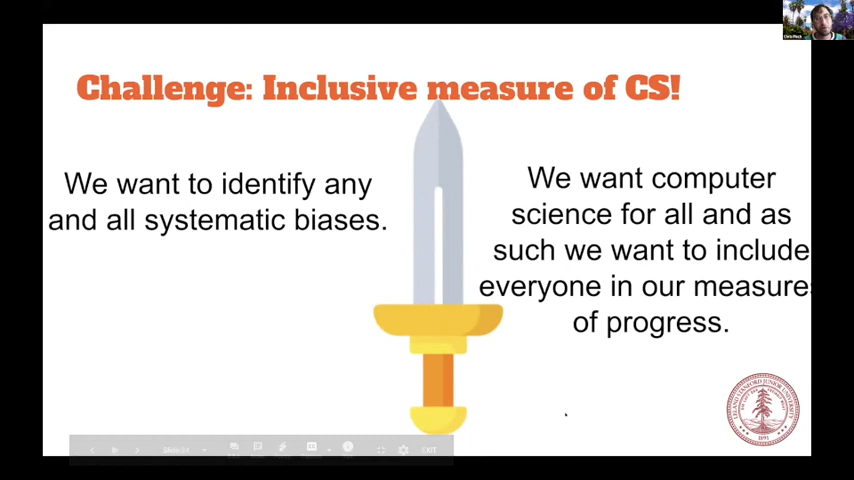 Challenge: Inclusive measure of CS!
We want to identify any
and all systematic biases.
We want computer
science for all and as
such we want to include
everyone in our measure
of progress.
EXIT